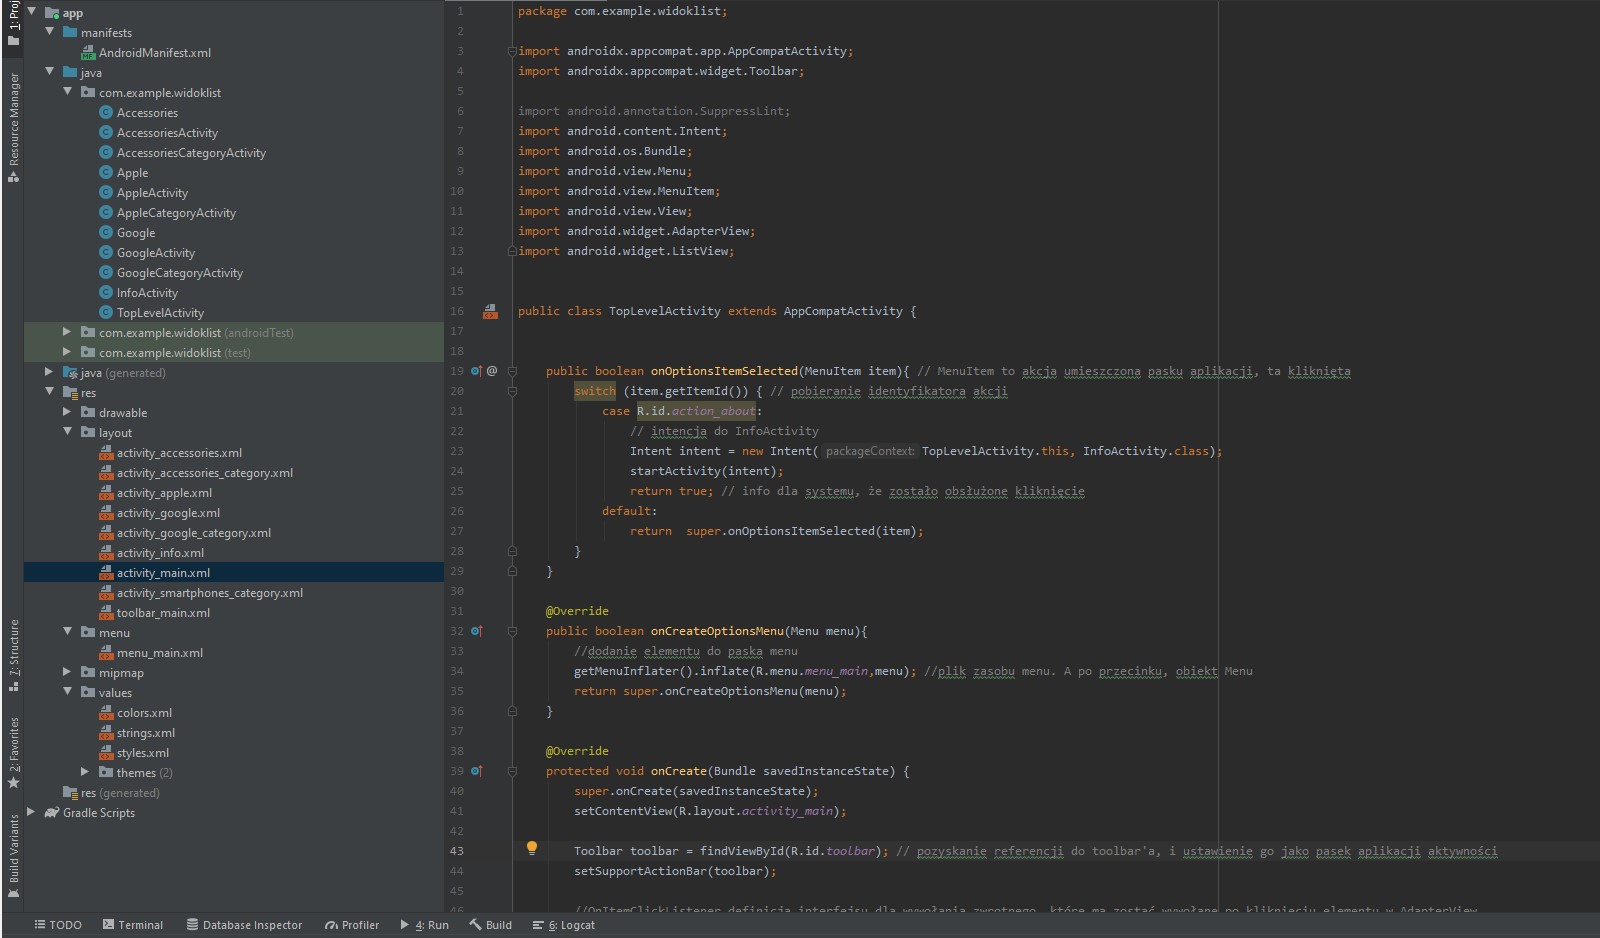 1: Proj
Resource Manager
7: Structure
2: Favorites
Build Variants
app
manifests
AndroidManifest.xml
java
com.example.widoklist
Accessories
AccessoriesActivity
AccessoriesCategoryActivity
Apple
AppleActivity
AppleCategoryActivity
Google
GoogleActivity
GoogleCategoryActivity
InfoActivity
TopLevelActivity
com.example.widoklist (androidTest)
com.example.widoklist (test)
java (generated)
res
drawable
layout
activity_accessories.xml
activity_accessories_category.xml
activity_apple.xml
activity_google.xml
activity_google_category.xml
activity_info.xml
activity_main.xml
activity_smartphones_category.xml
toolbar_main.xml
menu
menu_main.xml
mipmap
values
colors.xml
strings.xml
styles.xml
themes (2)
res (generated)
Gradle Scripts
1 package com.example.widoklist;
2
3 import androidx.appcompat.app.AppCompatActivity;
4 import androidx.appcompat.widget.Toolbar;
5
6 import android.annotation.SuppressLint;
7 import android.content.Intent;
8 import android.os.Bundle;
9 import android.view.Menu;
10 import android.view.MenuItem;
11 import android.view.View;
12 import android.widget.AdapterView;
13 import android.widget.ListView;
14
15
16 public class TopLevelActivity extends AppCompatActivity {
17
18
19 @ public boolean onOptionsItemSelected(MenuItem item){ // MenuItem to akcja umieszczona pasku aplikacji, ta kliknięta
20 switch (item.getItemId()) { // pobieranie identyfikatora akcji
21 case R.id.action_about:
22 // intencja do InfoActivity
23 Intent intent = new Intent( packageContext: TopLevelActivity.this, InfoActivity.class);
24 startActivity(intent);
25 return true; // info dla systemu, że zostało obsłużone kliknięcie
26 default:
27 return  super.onOptionsItemSelected(item);
28 }
29 }
30
31 @Override
32 public boolean onCreateOptionsMenu(Menu menu){
33 //dodanie elementu do paska menu
34 getMenuInflater().inflate(R.menu.menu_main,menu); //plik zasobu menu. A po przecinku, obiekt Menu
35 return super.onCreateOptionsMenu(menu);
36 }
37
38 @Override
39 protected void onCreate(Bundle savedInstanceState) {
40 super.onCreate(savedInstanceState);
41 setContentView(R.layout.activity_main);
42
43 Toolbar toolbar = findViewById(R.id.toolbar); // pozyskanie referencji do toolbar'a, i ustawienie go jako pasek aplikacji aktywności
44 setSupportActionBar(toolbar);
45
46 //OnItemClickListener definicja interfejsu dla wywołania zwrotnego, które ma zostać wywołane po kliknięciu elementu w AdapterView
TODO Terminal Database Inspector Profiler 4: Run Build 6: Logcat